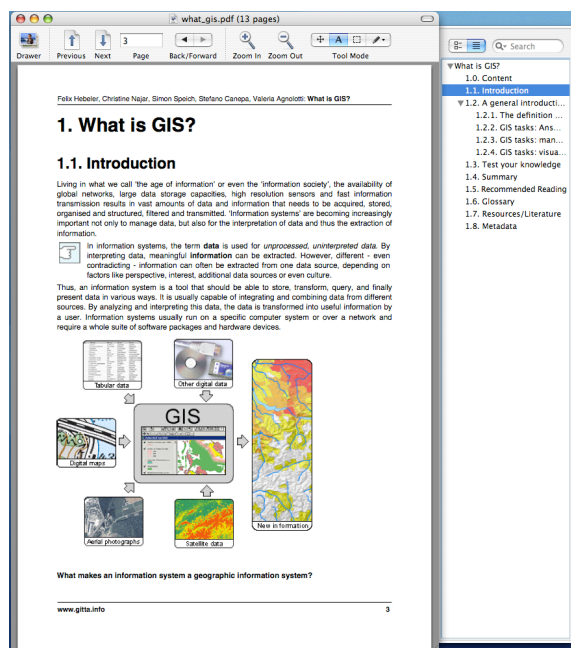 what_gis.pdf (13 pages)
3
Drawer Previous Next Page Back/Forward Zoom In Zoom Out Tool Mode
A
Search
Felix Hebeler, Christine Najar, Simon Speich, Stefano Canepa, Valeria Agnolotti: What is GIS?
1. What is GIS?
1.1. Introduction
Living in what we call 'the age of information' or even the 'information society', the availability of
global networks, large data storage capacities, high resolution sensors and fast information
transmission results in vast amounts of data and information that needs to be acquired, stored,
organised and structured, filtered and transmitted. 'Information systems' are becoming increasingly
important not only to manage data, but also for the interpretation of data and thus the extraction of
information.
In information systems, the term data is used for unprocessed, uninterpreted data. By
interpreting data, meaningful information can be extracted. However, different - even
contradicting - information can often be extracted from one data source, depending on
factors like perspective, interest, additional data sources or even culture.
Thus, an information system is a tool that should be able to store, transform, query, and finally
present data in various ways. It is usually capable of integrating and combining data from different
sources. By analyzing and interpreting this data, the data is transformed into useful information by
a user. Information systems usually run on a specific computer system or over a network and
require a whole suite of software packages and hardware devices.
Tabular data
Other digital data
GIS
Digital maps
Aerial photographs
Satellite data
New information
What makes an information system a geographic information system?
www.gitta.info 3
What is GIS?
1.0. Content
1.1. Introduction
1.2. A general introducti...
1.2.1. The definition ...
1.2.2. GIS tasks: Ans...
1.2.3. GIS tasks: man...
1.2.4. GIS tasks: visua...
1.3. Test your knowledge
1.4. Summary
1.5. Recommended Reading
1.6. Glossary
1.7. Resources/Literature
1.8. Metadata